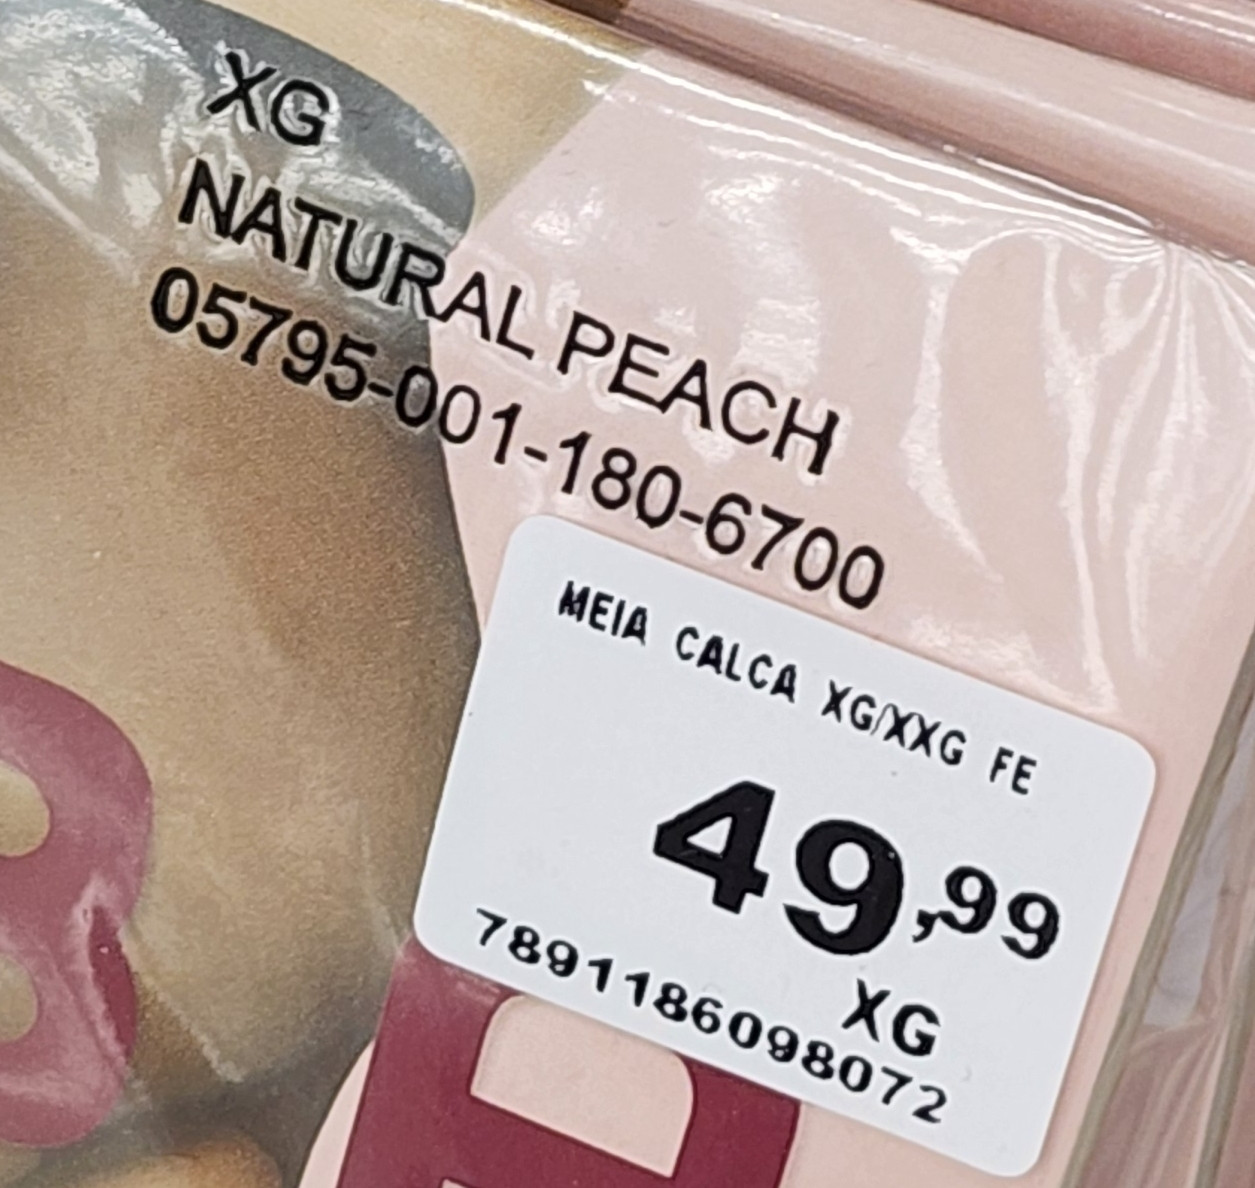 XG
NATURAL PEACH
05795-001-180-6700
MEIA CALCA XG/XXG FE
49,99
XG
7891186098072